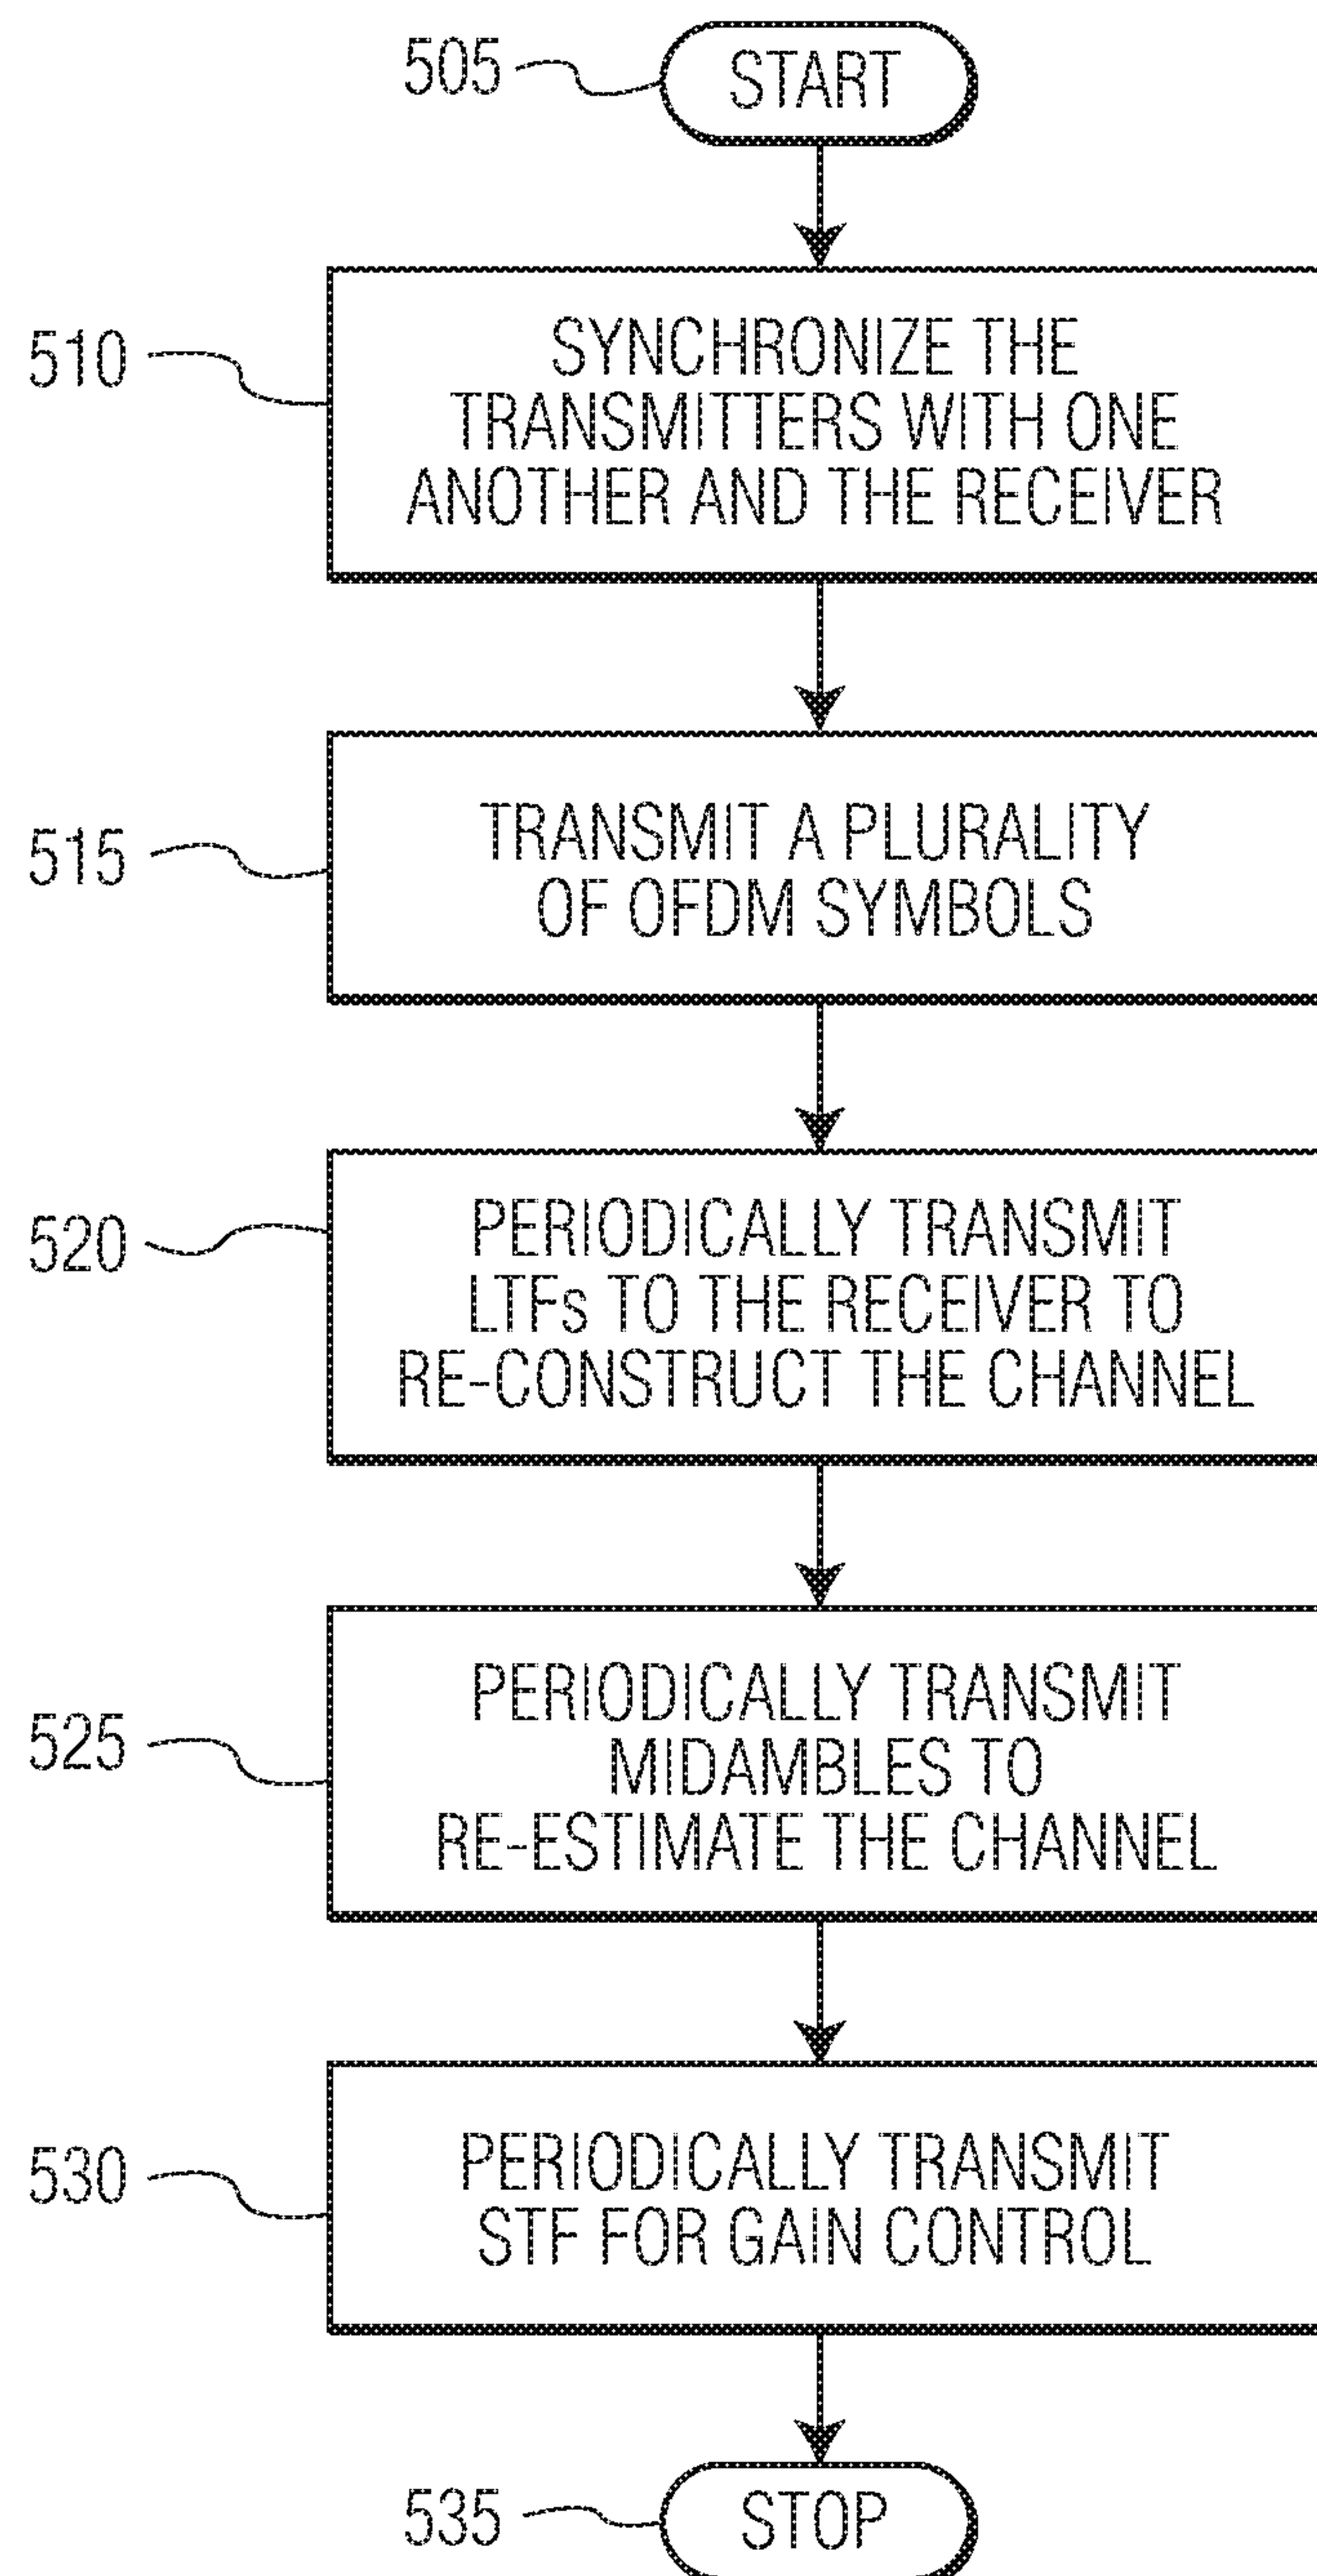 505
START
510
SYNCHRONIZE THE
TRANSMITTERS WITH ONE
ANOTHER AND THE RECEIVER
515
TRANSMIT A PLURALITY
OF OFDM SYMBOLS
520
PERIODICALLY TRANSMIT
LTFs TO THE RECEIVER TO
RE-CONSTRUCT THE CHANNEL
525
PERIODICALLY TRANSMIT
MIDAMBLES TO
RE-ESTIMATE THE CHANNEL
530
PERIODICALLY TRANSMIT
STF FOR GAIN CONTROL
535
STOP